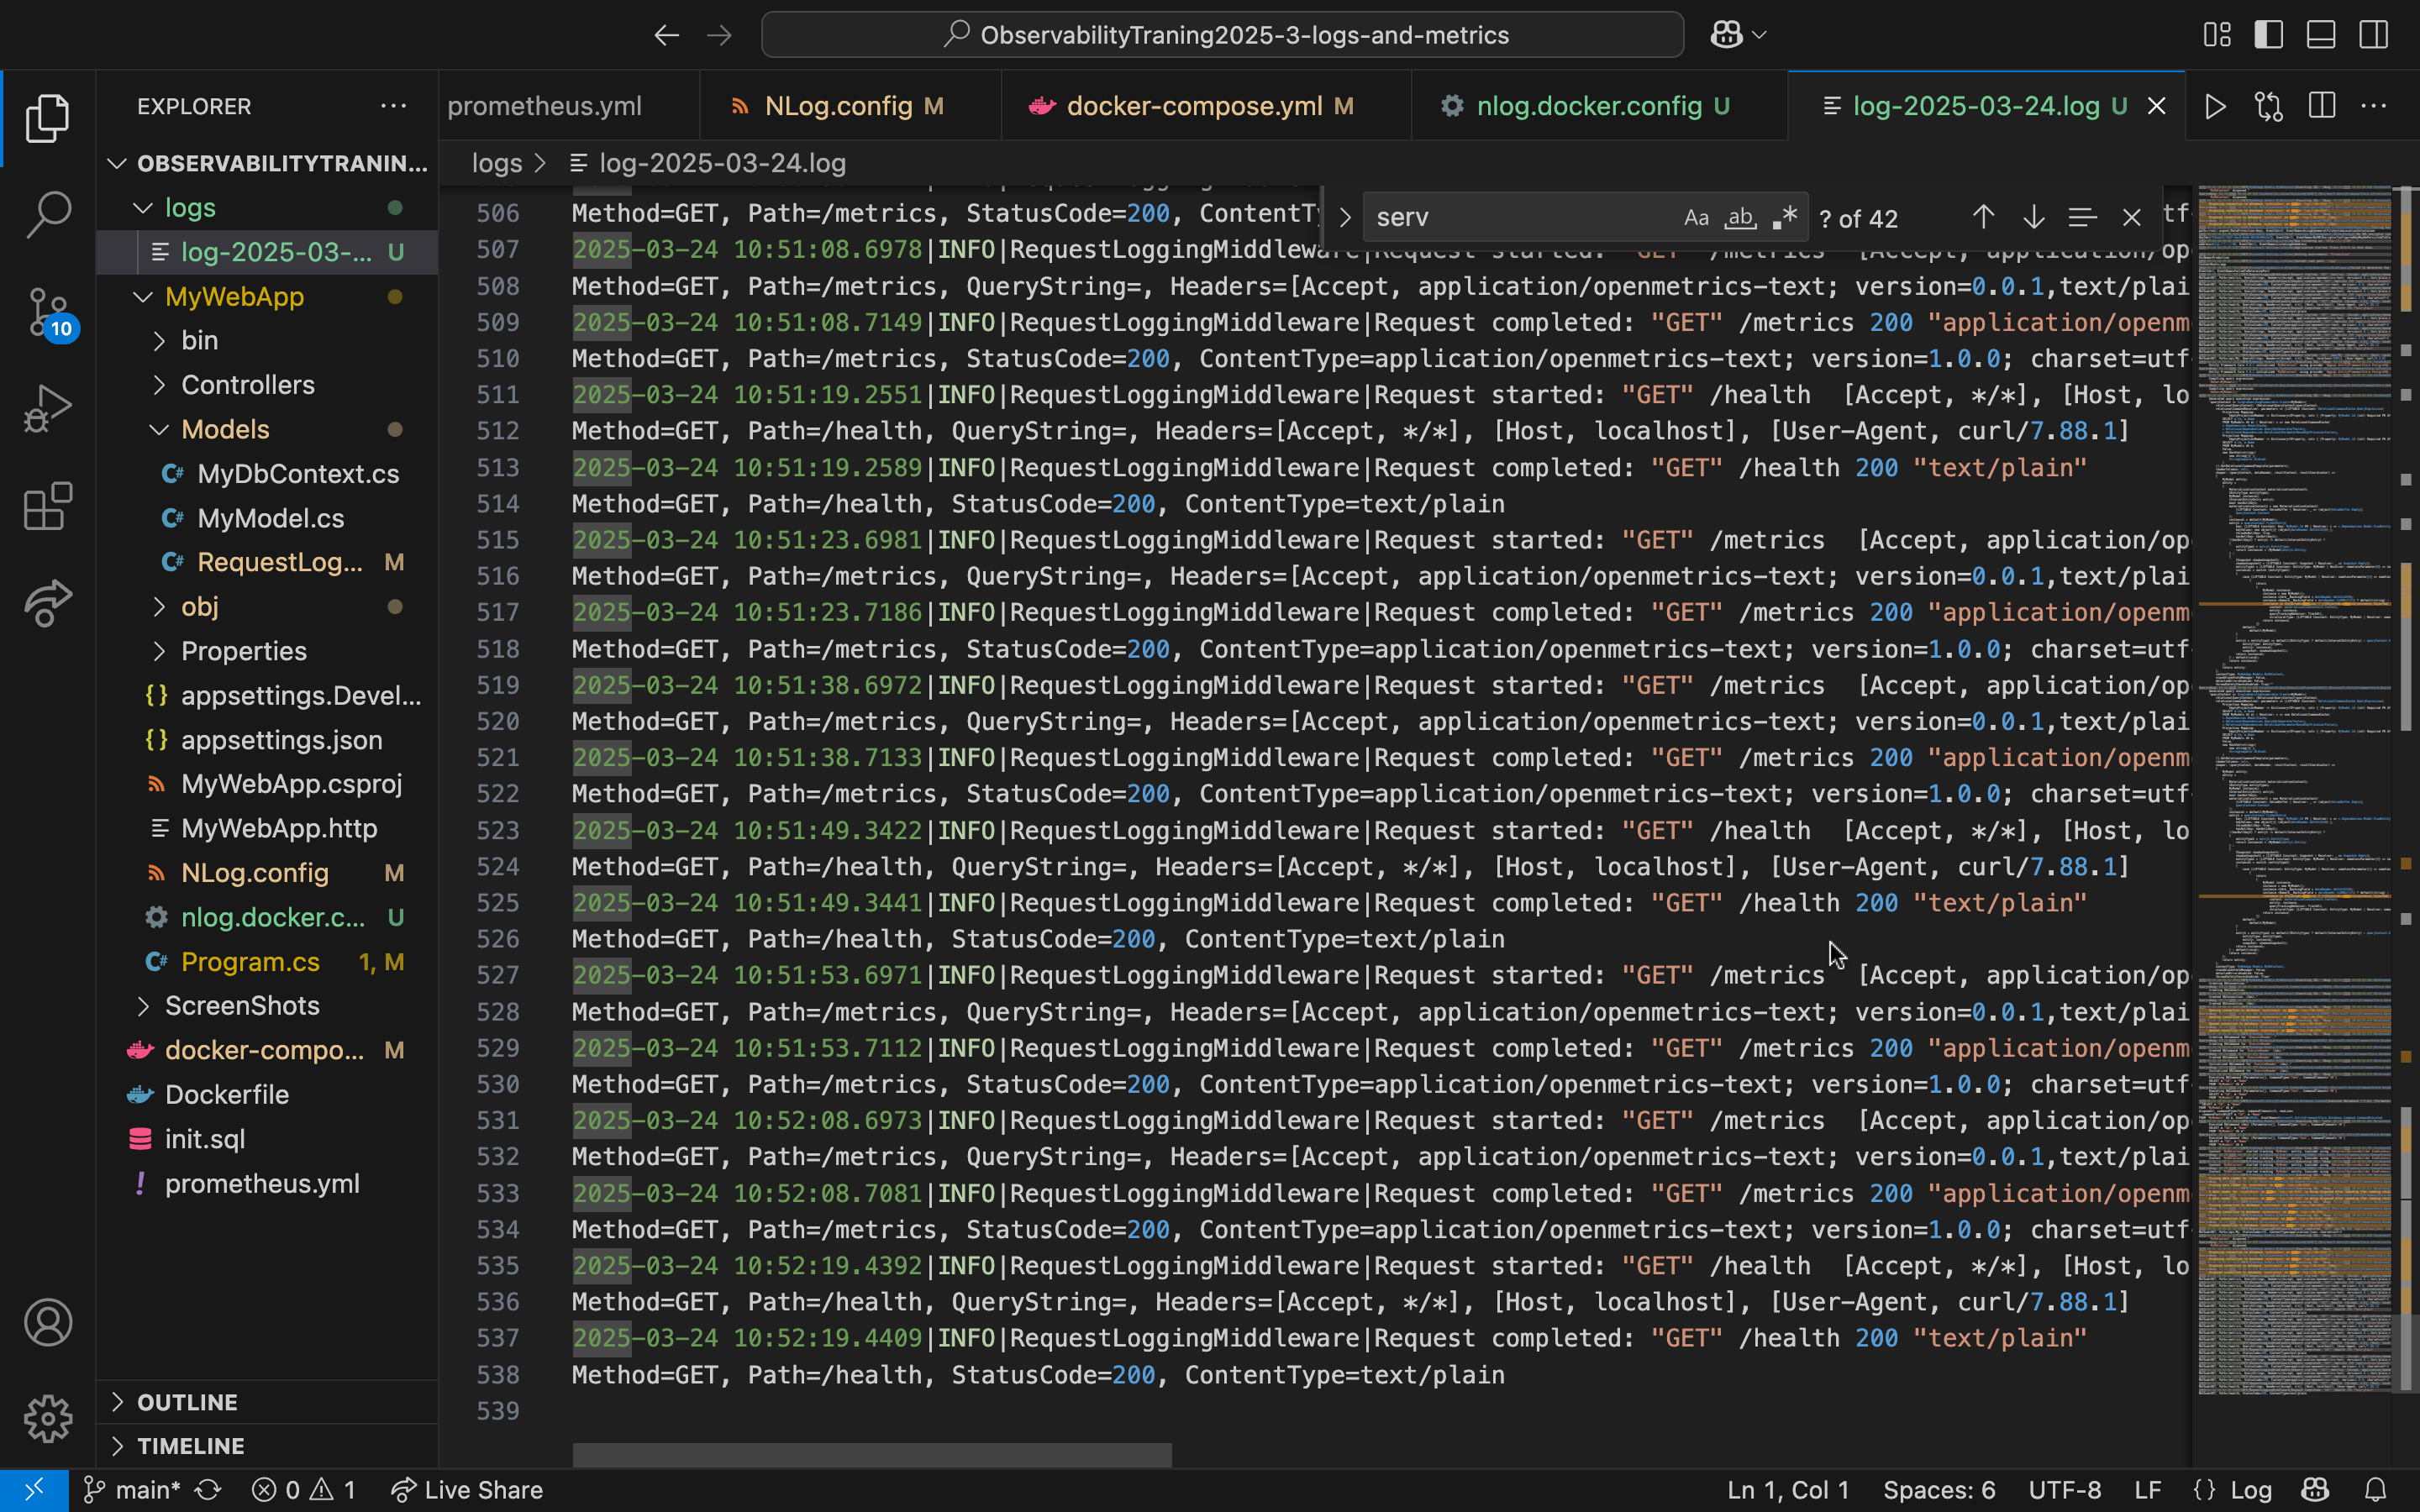 ObservabilityTraning2025-3-logs-and-metrics
EXPLORER
prometheus.yml
NLog.config M
docker-compose.yml M
nlog.docker.config U
log-2025-03-24.log U
logs > log-2025-03-24.log
serv
Aa ab .* ? of 42
OBSERVABILITYTRANIN...
logs
log-2025-03-... U
MyWebApp
bin
Controllers
Models
MyDbContext.cs
MyModel.cs
RequestLog... M
obj
Properties
{} appsettings.Devel...
{} appsettings.json
MyWebApp.csproj
MyWebApp.http
NLog.config M
nlog.docker.c... U
Program.cs 1, M
ScreenShots
docker-compo... M
Dockerfile
init.sql
! prometheus.yml
OUTLINE
TIMELINE
10
506 Method=GET, Path=/metrics, StatusCode=200, ContentT
507 2025-03-24 10:51:08.6978|INFO|RequestLoggingMiddleware|Request started: "GET" /metrics [Accept, application/op
508 Method=GET, Path=/metrics, QueryString=, Headers=[Accept, application/openmetrics-text; version=0.0.1,text/plai
509 2025-03-24 10:51:08.7149|INFO|RequestLoggingMiddleware|Request completed: "GET" /metrics 200 "application/openm
510 Method=GET, Path=/metrics, StatusCode=200, ContentType=application/openmetrics-text; version=1.0.0; charset=utf-
511 2025-03-24 10:51:19.2551|INFO|RequestLoggingMiddleware|Request started: "GET" /health [Accept, */*], [Host, lo
512 Method=GET, Path=/health, QueryString=, Headers=[Accept, */*], [Host, localhost], [User-Agent, curl/7.88.1]
513 2025-03-24 10:51:19.2589|INFO|RequestLoggingMiddleware|Request completed: "GET" /health 200 "text/plain"
514 Method=GET, Path=/health, StatusCode=200, ContentType=text/plain
515 2025-03-24 10:51:23.6981|INFO|RequestLoggingMiddleware|Request started: "GET" /metrics [Accept, application/op
516 Method=GET, Path=/metrics, QueryString=, Headers=[Accept, application/openmetrics-text; version=0.0.1,text/plai
517 2025-03-24 10:51:23.7186|INFO|RequestLoggingMiddleware|Request completed: "GET" /metrics 200 "application/openm
518 Method=GET, Path=/metrics, StatusCode=200, ContentType=application/openmetrics-text; version=1.0.0; charset=utf-
519 2025-03-24 10:51:38.6972|INFO|RequestLoggingMiddleware|Request started: "GET" /metrics [Accept, application/op
520 Method=GET, Path=/metrics, QueryString=, Headers=[Accept, application/openmetrics-text; version=0.0.1,text/plai
521 2025-03-24 10:51:38.7133|INFO|RequestLoggingMiddleware|Request completed: "GET" /metrics 200 "application/openm
522 Method=GET, Path=/metrics, StatusCode=200, ContentType=application/openmetrics-text; version=1.0.0; charset=utf-
523 2025-03-24 10:51:49.3422|INFO|RequestLoggingMiddleware|Request started: "GET" /health [Accept, */*], [Host, lo
524 Method=GET, Path=/health, QueryString=, Headers=[Accept, */*], [Host, localhost], [User-Agent, curl/7.88.1]
525 2025-03-24 10:51:49.3441|INFO|RequestLoggingMiddleware|Request completed: "GET" /health 200 "text/plain"
526 Method=GET, Path=/health, StatusCode=200, ContentType=text/plain
527 2025-03-24 10:51:53.6971|INFO|RequestLoggingMiddleware|Request started: "GET" /metrics [Accept, application/op
528 Method=GET, Path=/metrics, QueryString=, Headers=[Accept, application/openmetrics-text; version=0.0.1,text/plai
529 2025-03-24 10:51:53.7112|INFO|RequestLoggingMiddleware|Request completed: "GET" /metrics 200 "application/openm
530 Method=GET, Path=/metrics, StatusCode=200, ContentType=application/openmetrics-text; version=1.0.0; charset=utf-
531 2025-03-24 10:52:08.6973|INFO|RequestLoggingMiddleware|Request started: "GET" /metrics [Accept, application/op
532 Method=GET, Path=/metrics, QueryString=, Headers=[Accept, application/openmetrics-text; version=0.0.1,text/plai
533 2025-03-24 10:52:08.7081|INFO|RequestLoggingMiddleware|Request completed: "GET" /metrics 200 "application/openm
534 Method=GET, Path=/metrics, StatusCode=200, ContentType=application/openmetrics-text; version=1.0.0; charset=utf-
535 2025-03-24 10:52:19.4392|INFO|RequestLoggingMiddleware|Request started: "GET" /health [Accept, */*], [Host, lo
536 Method=GET, Path=/health, QueryString=, Headers=[Accept, */*], [Host, localhost], [User-Agent, curl/7.88.1]
537 2025-03-24 10:52:19.4409|INFO|RequestLoggingMiddleware|Request completed: "GET" /health 200 "text/plain"
538 Method=GET, Path=/health, StatusCode=200, ContentType=text/plain
539
main* 0 1 Live Share
Ln 1, Col 1 Spaces: 6 UTF-8 LF {} Log